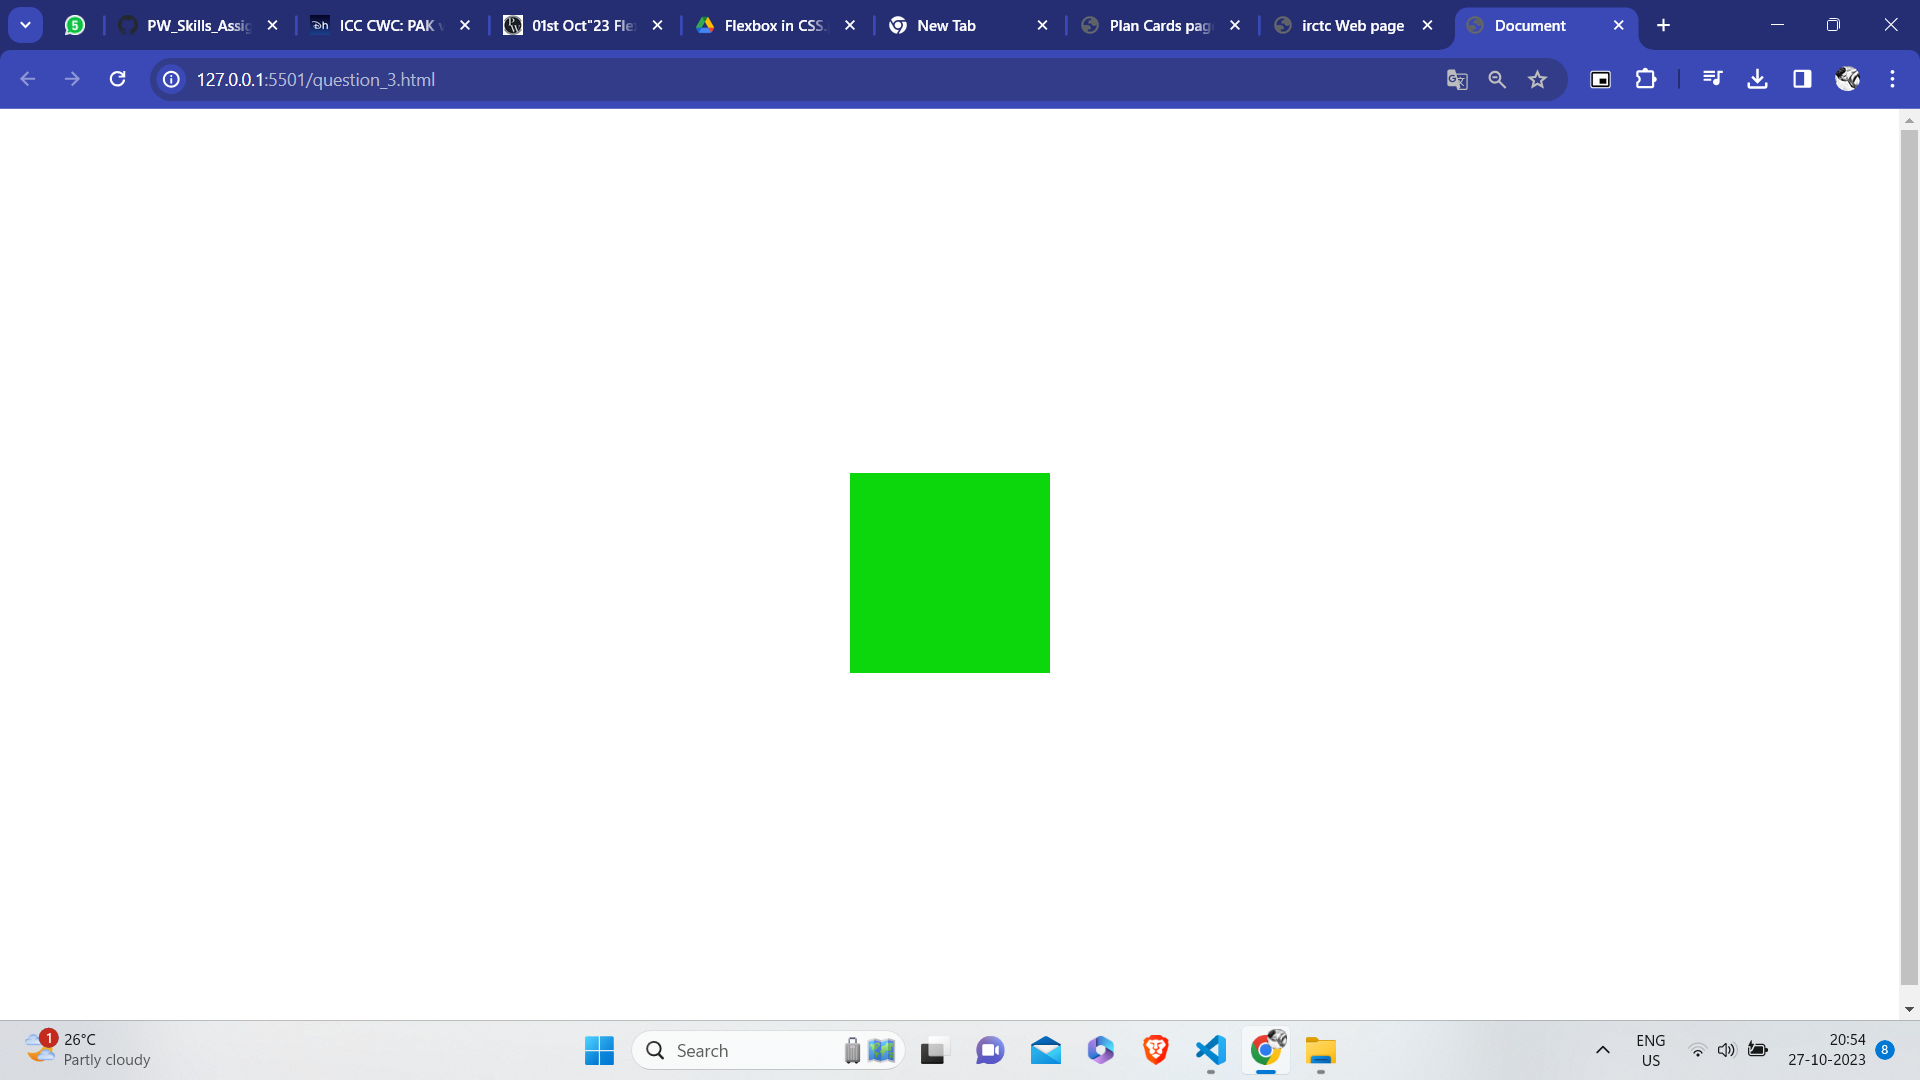 5
PW_Skills_Assig
ICC CWC: PAK v
01st Oct"23 Fle
Flexbox in CSS.
New Tab
Plan Cards pag
irctc Web page
Document
127.0.0.1:5501/question_3.html
1
26°C
Partly cloudy
Search
ENG
US
20:54
27-10-2023
8